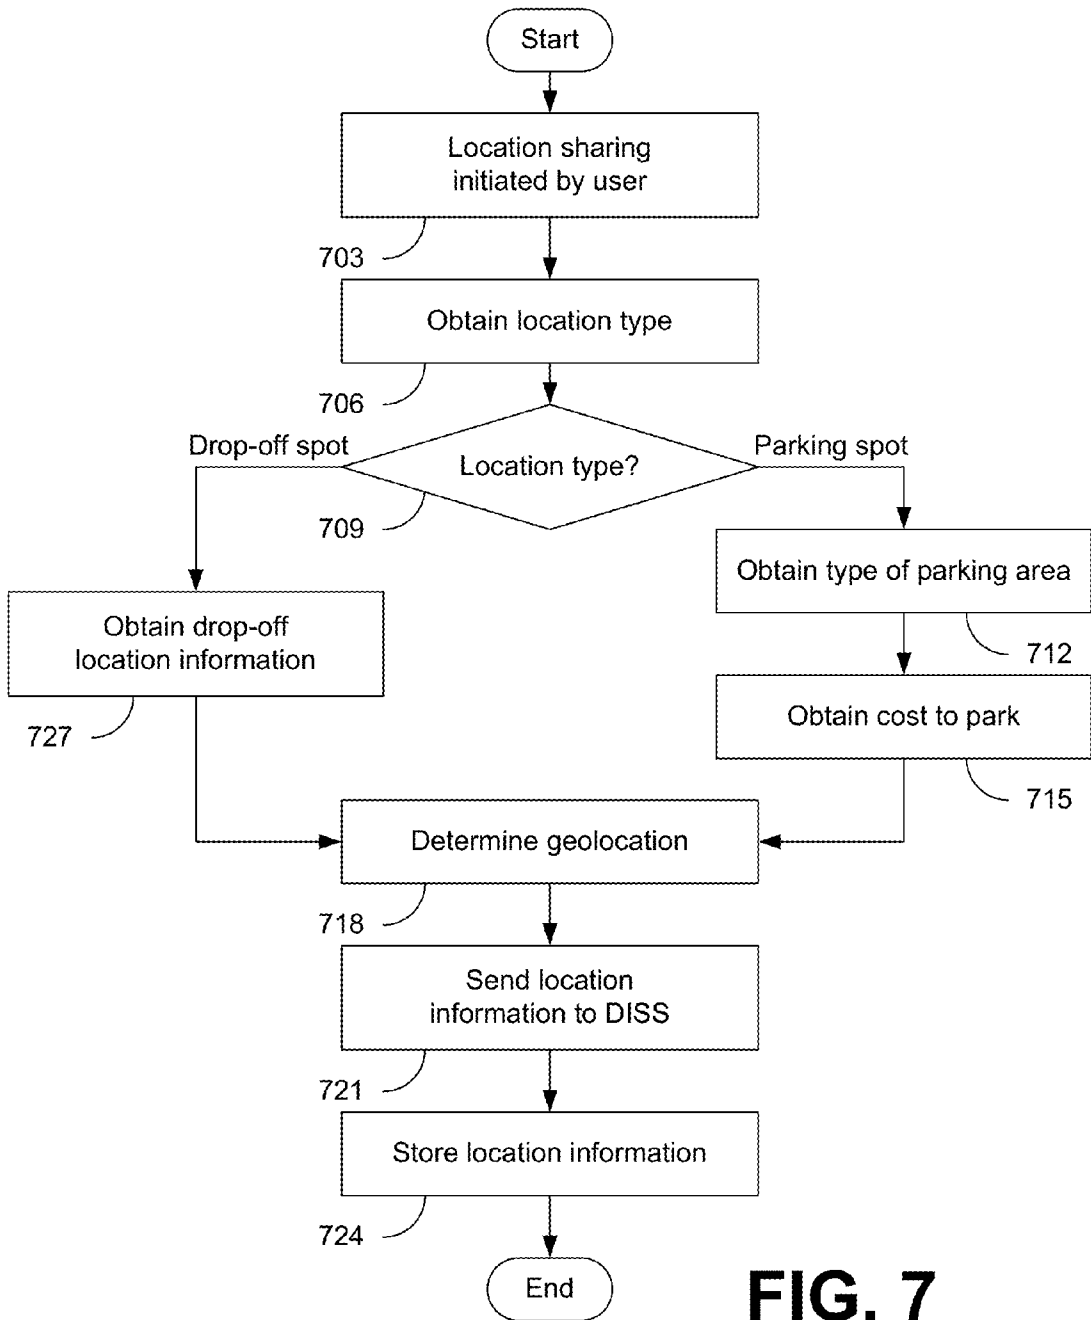 Start
Location sharing
initiated by user
703
Obtain location type
706
Drop-off spot
Location type?
Parking spot
709
Obtain type of parking area
712
Obtain drop-off
location information
727
Obtain cost to park
715
Determine geolocation
718
Send location
information to DISS
721
Store location information
724
End
FIG. 7